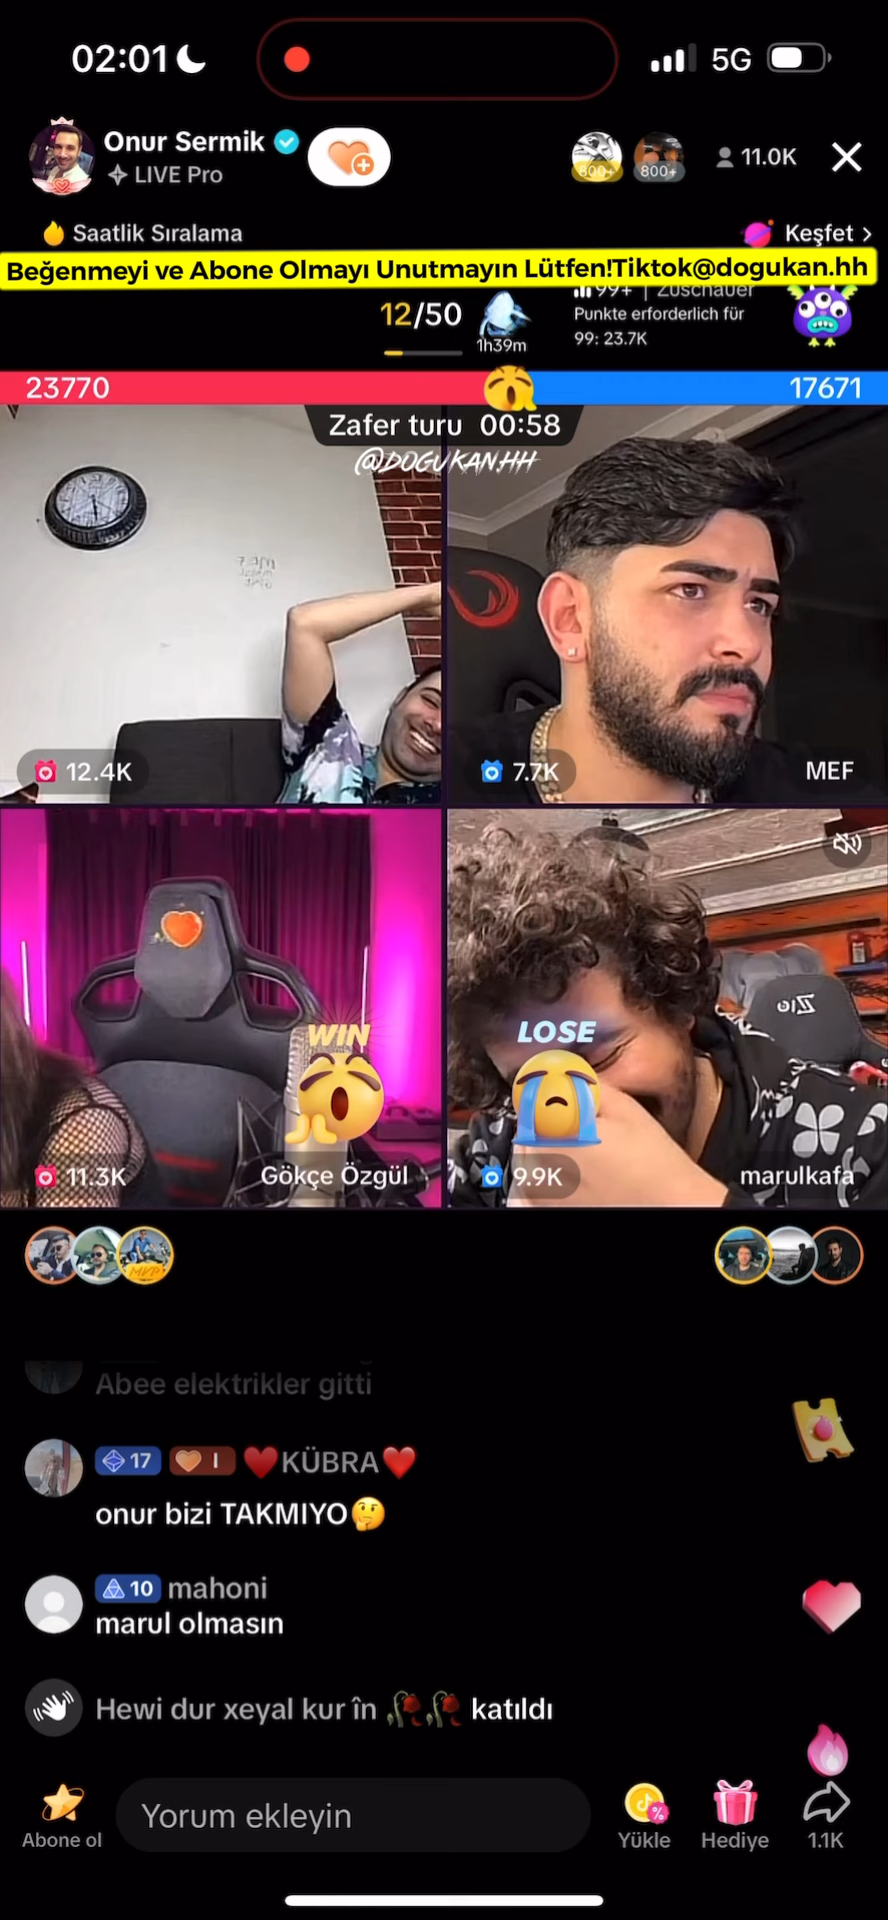 02:01
5G
Onur Sermik
LIVE Pro
800+
800+
11.0K
Saatlik Sıralama
Keşfet >
Beğenmeyi ve Abone Olmayı Unutmayın Lütfen!Tiktok@dogukan.hh
99+ | Zuschauer
12/50
Punkte erforderlich für
1h39m
99: 23.7K
23770
17671
Zafer turu 00:58
@DOGUKAN.HH
12.4K
7.7K
MEF
WIN
LOSE
11.3K
Gökçe Özgül
9.9K
marulkafa
MVP
Abee elektrikler gitti
17
I
KÜBRA
onur bizi TAKMIYO🤔
10
mahoni
marul olmasın
Hewi dur xeyal kur în 🥀🥀 katıldı
Abone ol
Yorum ekleyin
Yükle
Hediye
1.1K